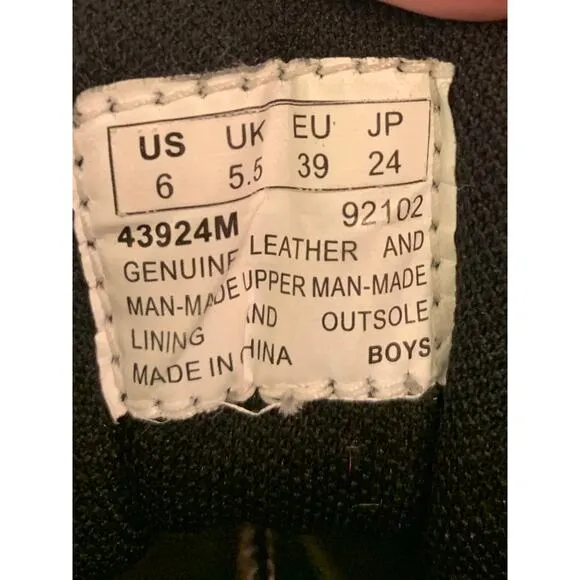 US UK EU JP
6 5.5 39 24
43924M 92102
GENUINE LEATHER AND
MAN-MADE UPPER MAN-MADE
LINING AND OUTSOLE
MADE IN CHINA BOYS